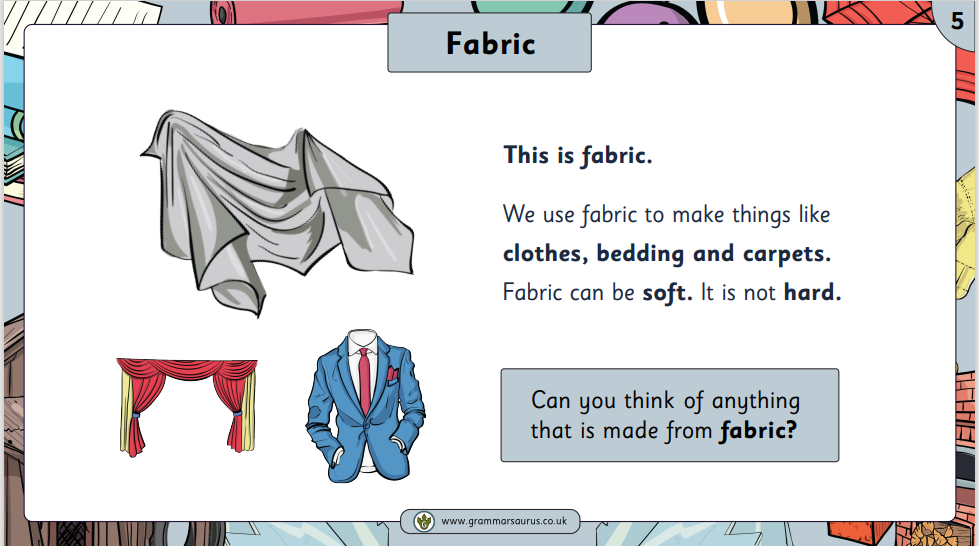 5
Fabric
This is fabric.
We use fabric to make things like
clothes, bedding and carpets.
Fabric can be soft. It is not hard.
Can you think of anything
that is made from fabric?
www.grammarsaurus.co.uk